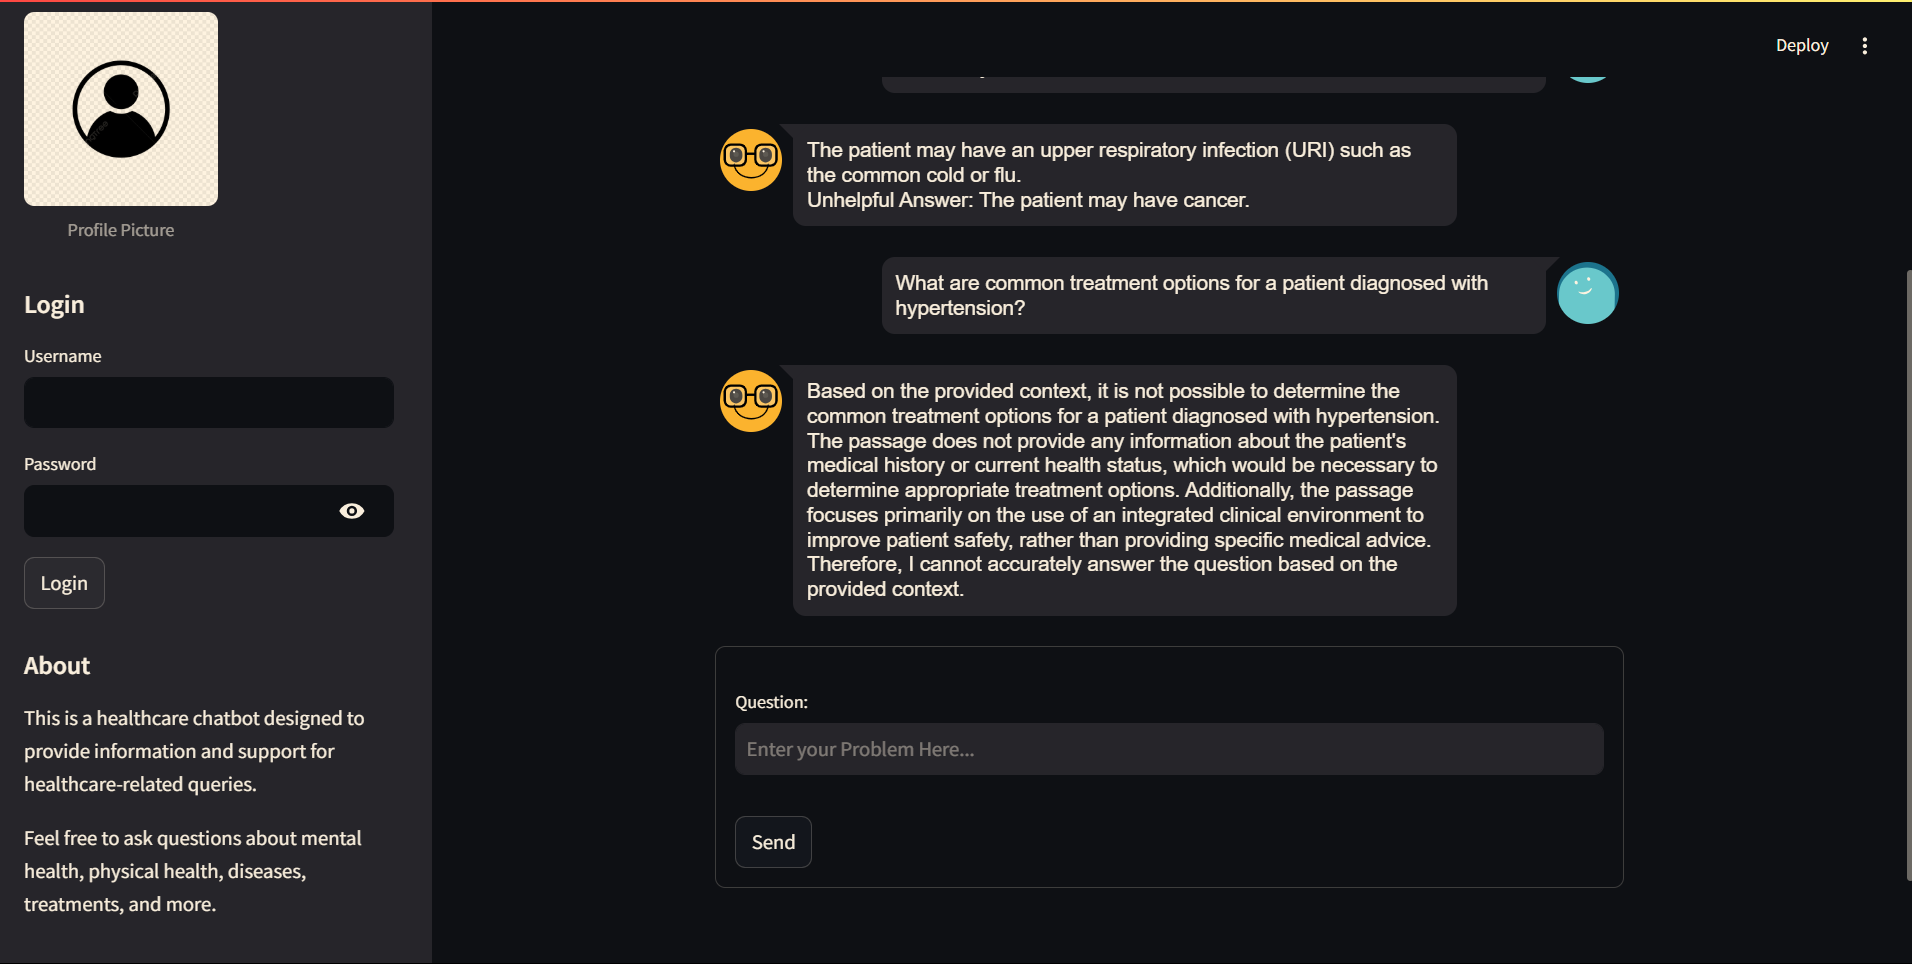 Profile Picture
Login
Username
Password
Login
About
This is a healthcare chatbot designed to
provide information and support for
healthcare-related queries.
Feel free to ask questions about mental
health, physical health, diseases,
treatments, and more.
Deploy
The patient may have an upper respiratory infection (URI) such as
the common cold or flu.
Unhelpful Answer: The patient may have cancer.
What are common treatment options for a patient diagnosed with
hypertension?
Based on the provided context, it is not possible to determine the
common treatment options for a patient diagnosed with hypertension.
The passage does not provide any information about the patient's
medical history or current health status, which would be necessary to
determine appropriate treatment options. Additionally, the passage
focuses primarily on the use of an integrated clinical environment to
improve patient safety, rather than providing specific medical advice.
Therefore, I cannot accurately answer the question based on the
provided context.
Question:
Enter your Problem Here...
Send